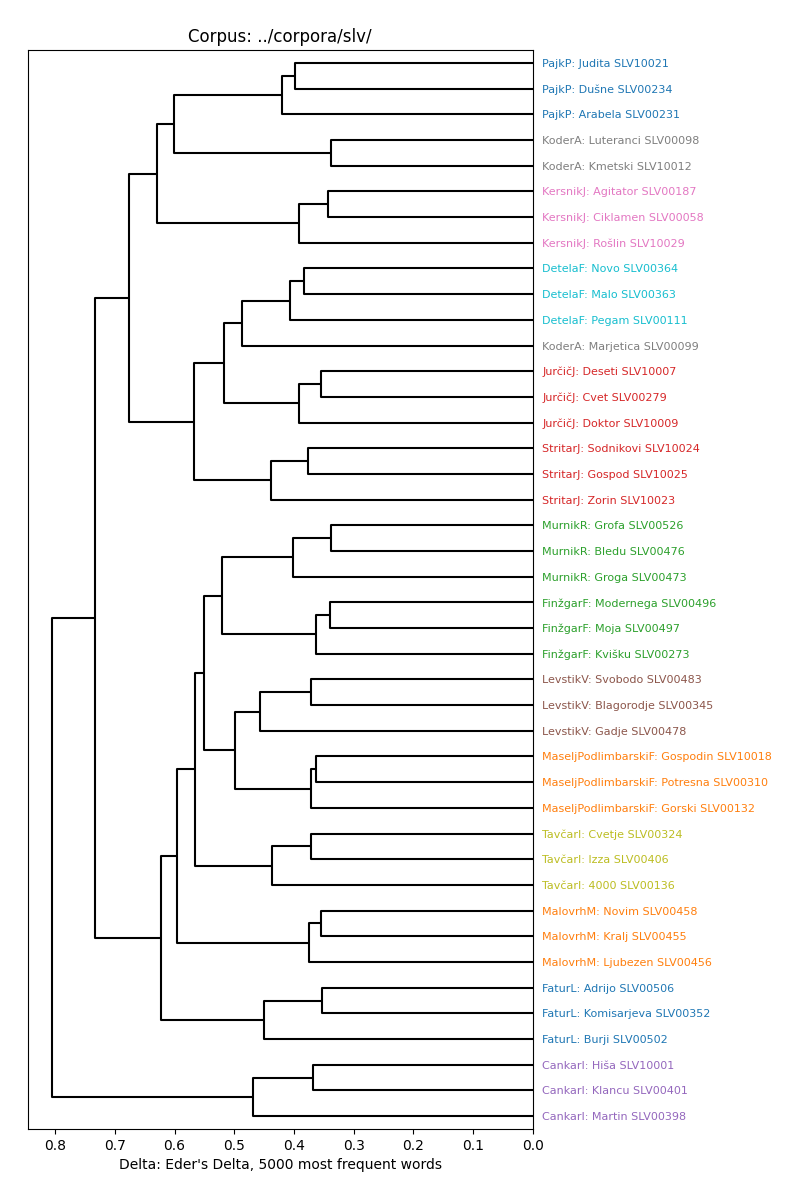 Corpus: ../corpora/slv/
PajkP: Judita SLV10021
PajkP: Dušne SLV00234
PajkP: Arabela SLV00231
KoderA: Luteranci SLV00098
KoderA: Kmetski SLV10012
KersnikJ: Agitator SLV00187
KersnikJ: Ciklamen SLV00058
KersnikJ: Rošlin SLV10029
DetelaF: Novo SLV00364
DetelaF: Malo SLV00363
DetelaF: Pegam SLV00111
KoderA: Marjetica SLV00099
JurčičJ: Deseti SLV10007
JurčičJ: Cvet SLV00279
JurčičJ: Doktor SLV10009
StritarJ: Sodnikovi SLV10024
StritarJ: Gospod SLV10025
StritarJ: Zorin SLV10023
MurnikR: Grofa SLV00526
MurnikR: Bledu SLV00476
MurnikR: Groga SLV00473
FinžgarF: Modernega SLV00496
FinžgarF: Moja SLV00497
FinžgarF: Kvišku SLV00273
LevstikV: Svobodo SLV00483
LevstikV: Blagorodje SLV00345
LevstikV: Gadje SLV00478
MaseljPodlimbarskiF: Gospodin SLV10018
MaseljPodlimbarskiF: Potresna SLV00310
MaseljPodlimbarskiF: Gorski SLV00132
TavčarI: Cvetje SLV00324
TavčarI: Izza SLV00406
TavčarI: 4000 SLV00136
MalovrhM: Novim SLV00458
MalovrhM: Kralj SLV00455
MalovrhM: Ljubezen SLV00456
FaturL: Adrijo SLV00506
FaturL: Komisarjeva SLV00352
FaturL: Burji SLV00502
CankarI: Hiša SLV10001
CankarI: Klancu SLV00401
CankarI: Martin SLV00398
0.8 0.7 0.6 0.5 0.4 0.3 0.2 0.1 0.0
Delta: Eder's Delta, 5000 most frequent words